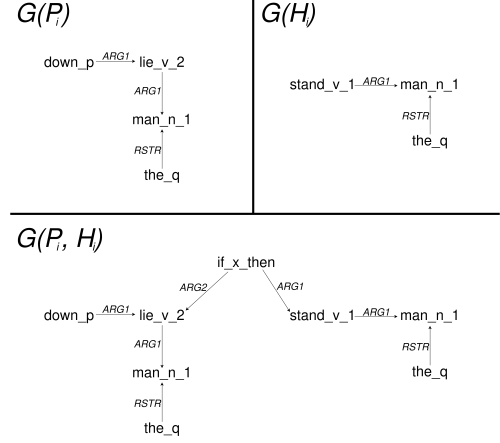 G(Pᵢ)
down_p ARG1 lie_v_2
ARG1
man_n_1
RSTR
the_q
G(Hᵢ)
stand_v_1 ARG1 man_n_1
RSTR
the_q
G(Pᵢ, Hᵢ)
if_x_then
ARG2 ARG1
down_p ARG1 lie_v_2 stand_v_1 ARG1 man_n_1
ARG1 RSTR
man_n_1 the_q
RSTR
the_q